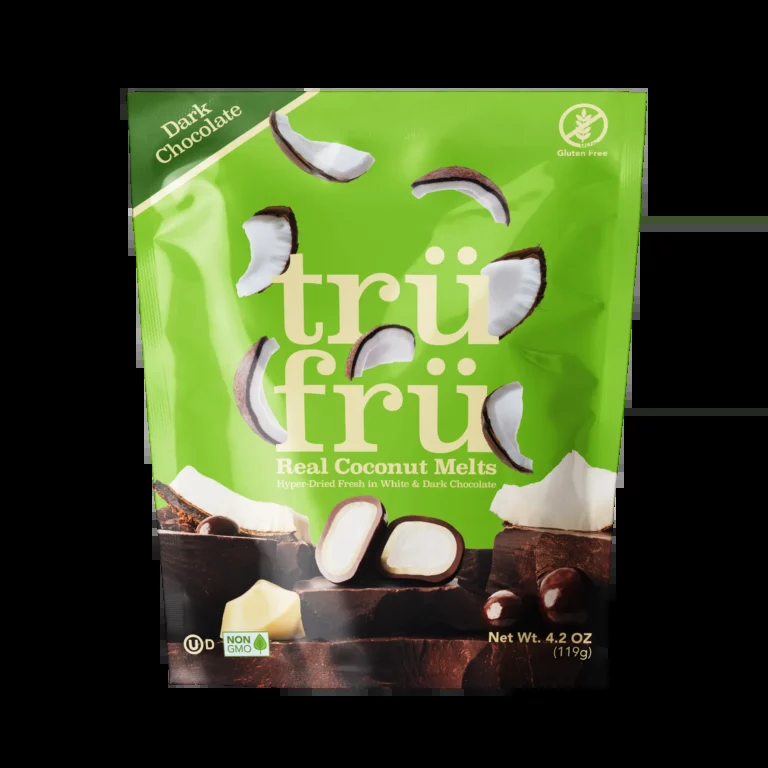 Dark
Chocolate
Gluten Free
trü
frü
Real Coconut Melts
Hyper-Dried Fresh in White & Dark Chocolate
U D
NON
GMO
Net Wt. 4.2 OZ
(119g)